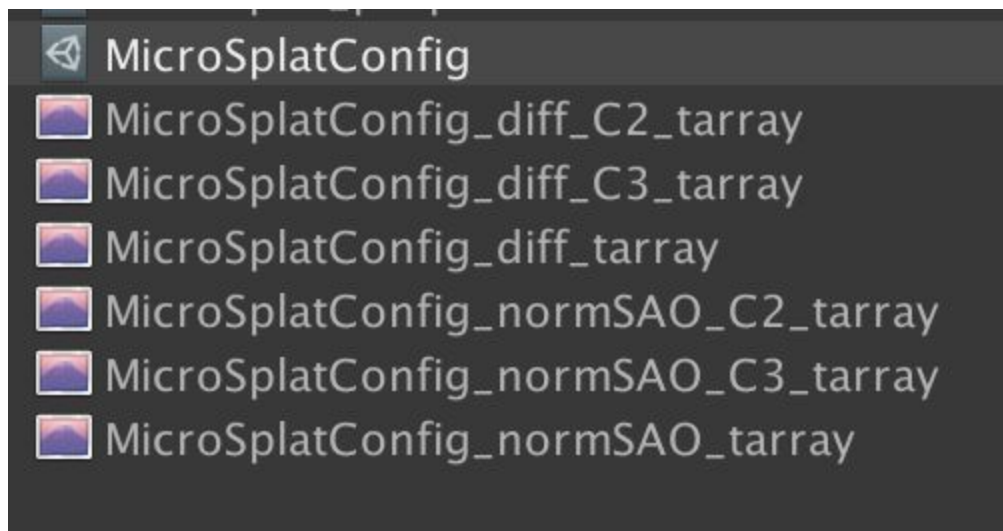 MicroSplatConfig
MicroSplatConfig_diff_C2_tarray
MicroSplatConfig_diff_C3_tarray
MicroSplatConfig_diff_tarray
MicroSplatConfig_normSAO_C2_tarray
MicroSplatConfig_normSAO_C3_tarray
MicroSplatConfig_normSAO_tarray